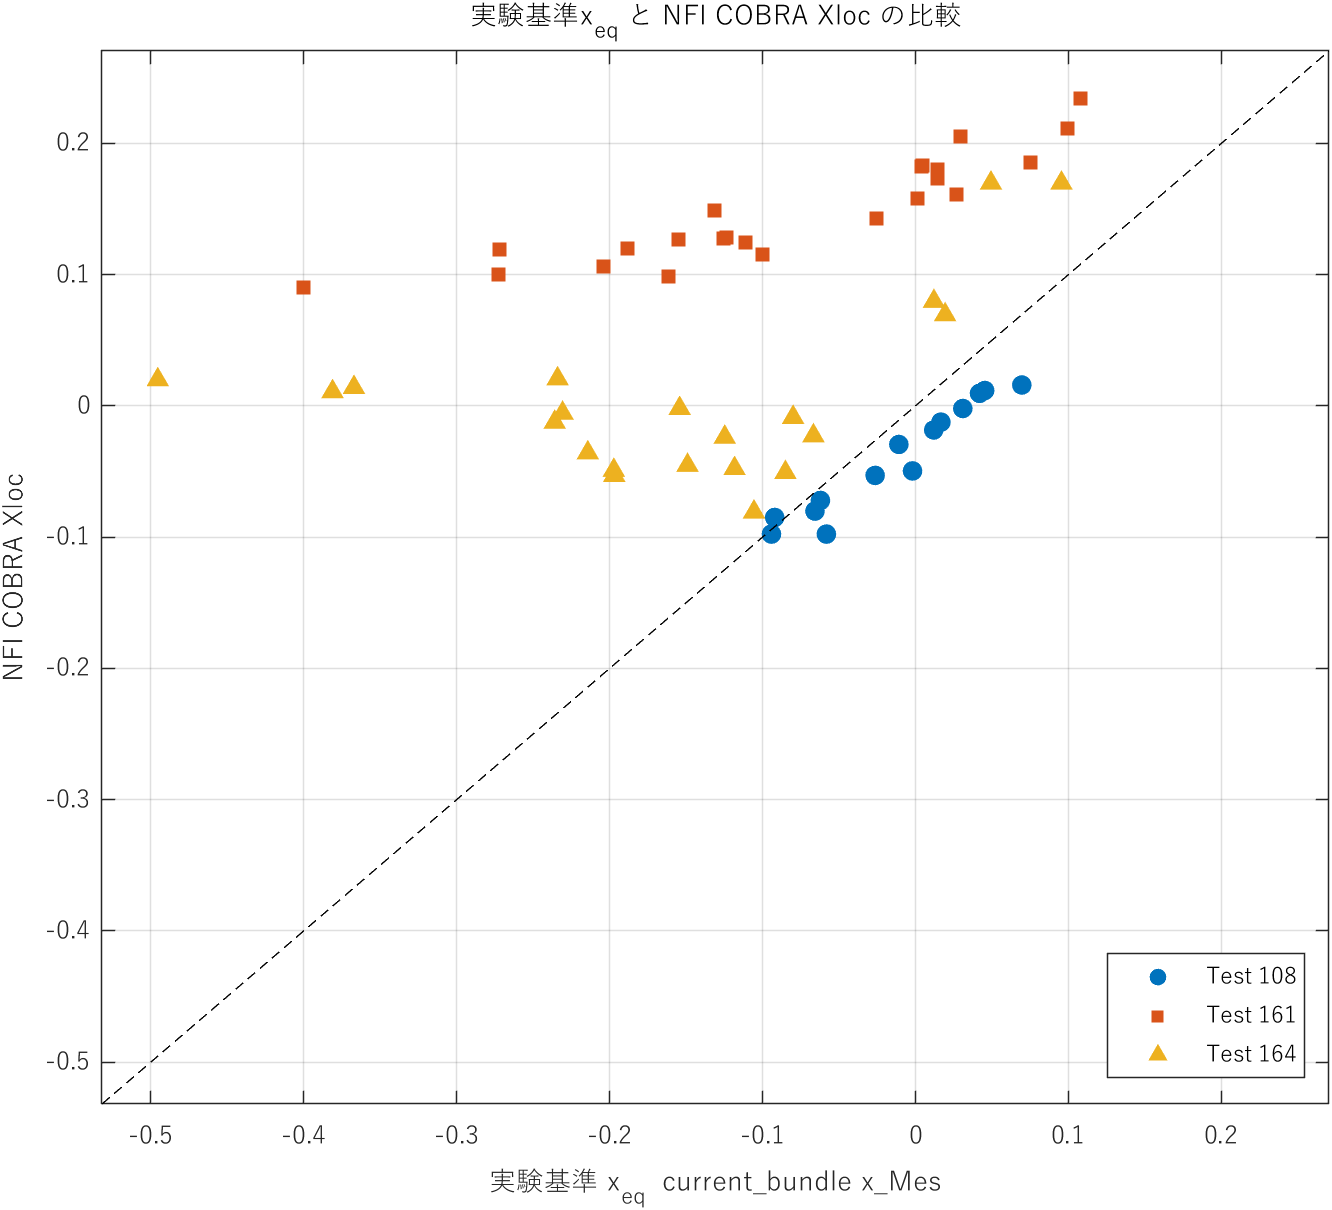 実験基準xeq と NFI COBRA Xloc の比較
NFI COBRA Xloc
0.2
0.1
0
-0.1
-0.2
-0.3
-0.4
-0.5
-0.5 -0.4 -0.3 -0.2 -0.1 0 0.1 0.2
実験基準 xeq current_bundle x_Mes
Test 108
Test 161
Test 164